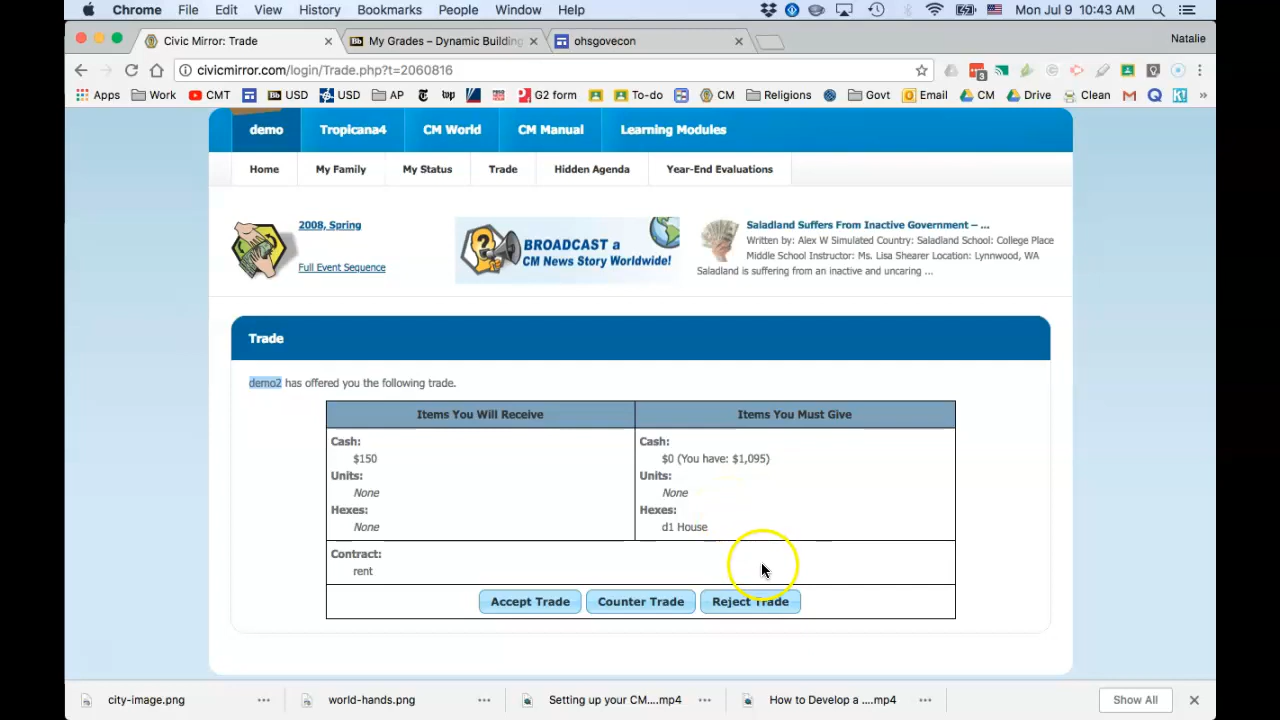 Chrome File Edit View History Bookmarks People Window Help Mon Jul 9 10:43 AM
Civic Mirror: Trade My Grades – Dynamic Building ohsgovecon Natalie
civicmirror.com/login/Trade.php?t=2060816
3
Apps Work CMT Bb USD USD AP wp G2 form To-do CM Religions Govt Email CM Drive Clean
demo Tropicana4 CM World CM Manual Learning Modules
Home My Family My Status Trade Hidden Agenda Year-End Evaluations
2008, Spring
Full Event Sequence
BROADCAST a
CM News Story Worldwide!
Saladland Suffers From Inactive Government – ...
Written by: Alex W Simulated Country: Saladland School: College Place
Middle School Instructor: Ms. Lisa Shearer Location: Lynnwood, WA
Saladland is suffering from an inactive and uncaring ...
Trade
demo2 has offered you the following trade.
Items You Will Receive Items You Must Give
Cash: Cash:
$150 $0 (You have: $1,095)
Units: Units:
None None
Hexes: Hexes:
None d1 House
Contract:
rent
Accept Trade Counter Trade Reject Trade
city-image.png world-hands.png Setting up your CM....mp4 How to Develop a ....mp4 Show All